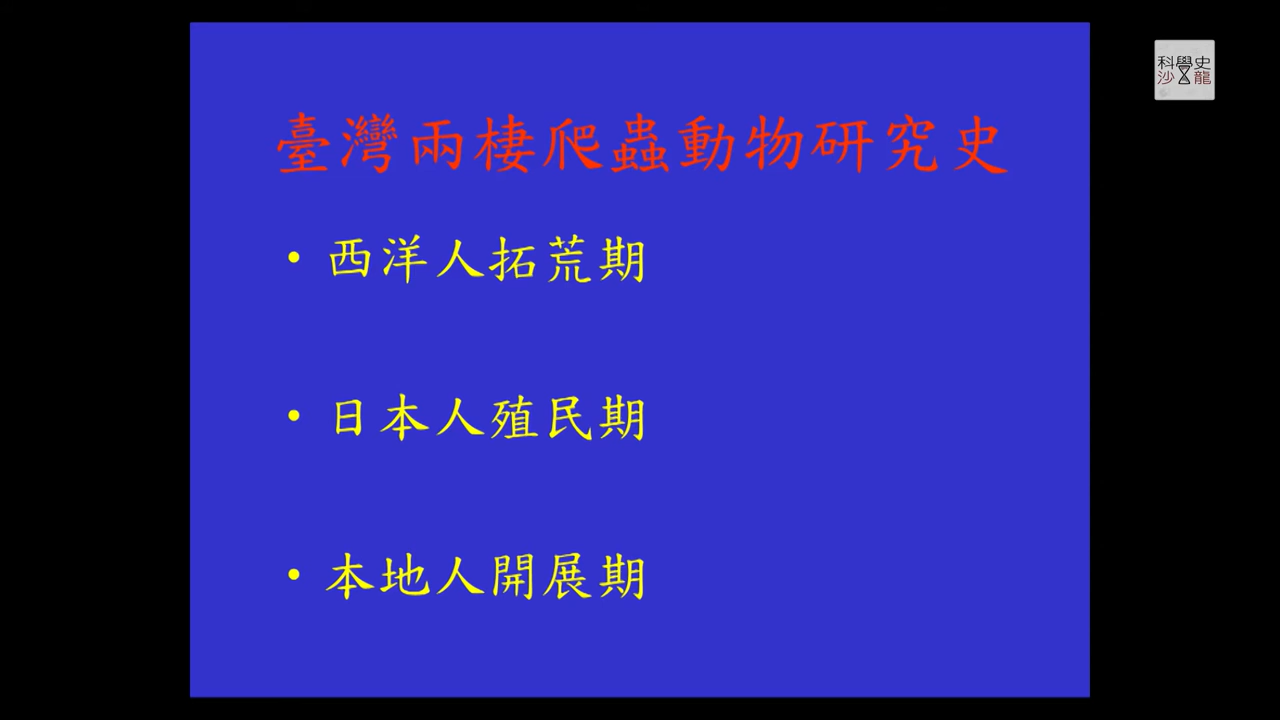 臺灣兩棲爬蟲動物研究史
• 西洋人拓荒期
• 日本人殖民期
• 本地人開展期
科學史
沙龍